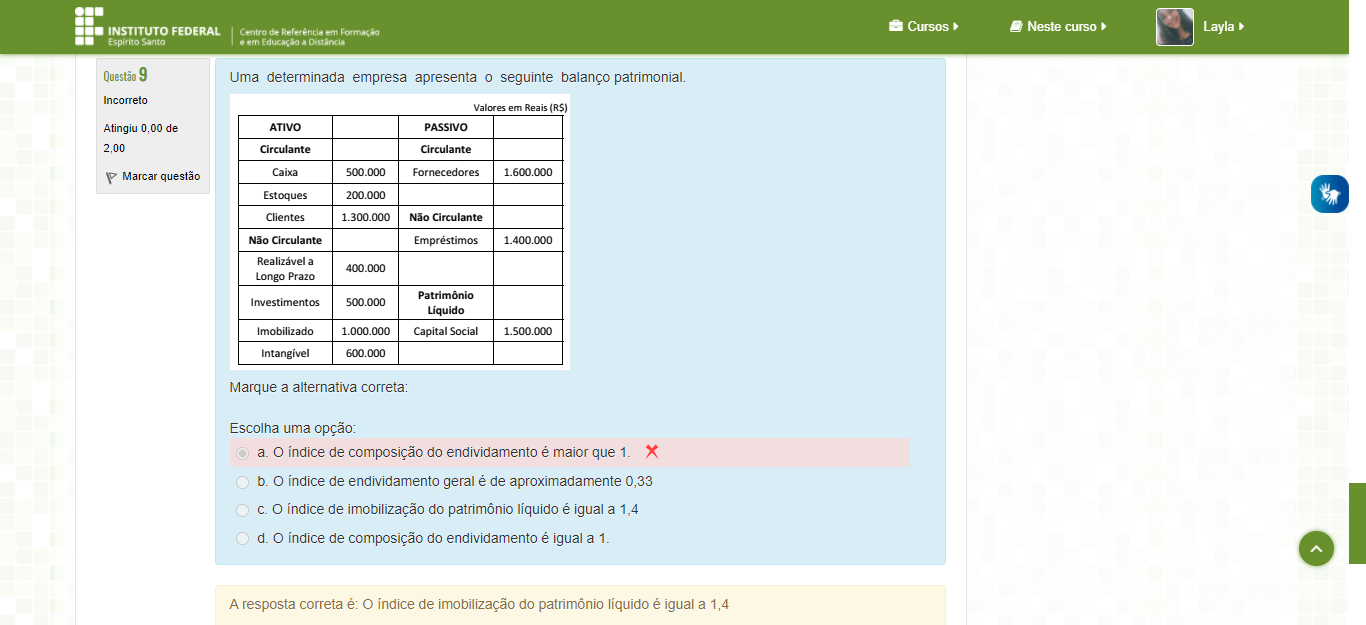 INSTITUTO FEDERAL
Espírito Santo
Centro de Referência em Formação
e em Educação a Distância
Cursos
Neste curso
Layla
Questão 9
Incorreto
Atingiu 0,00 de
2,00
Marcar questão
Uma determinada empresa apresenta o seguinte balanço patrimonial.
Valores em Reais (R$)
ATIVO PASSIVO
Circulante Circulante
Caixa 500.000 Fornecedores 1.600.000
Estoques 200.000
Clientes 1.300.000 Não Circulante
Não Circulante Empréstimos 1.400.000
Realizável a
Longo Prazo 400.000
Investimentos 500.000 Patrimônio
Líquido
Imobilizado 1.000.000 Capital Social 1.500.000
Intangível 600.000
Marque a alternativa correta:
Escolha uma opção:
a. O índice de composição do endividamento é maior que 1.
b. O índice de endividamento geral é de aproximadamente 0,33
c. O índice de imobilização do patrimônio líquido é igual a 1,4
d. O índice de composição do endividamento é igual a 1.
A resposta correta é: O índice de imobilização do patrimônio líquido é igual a 1,4